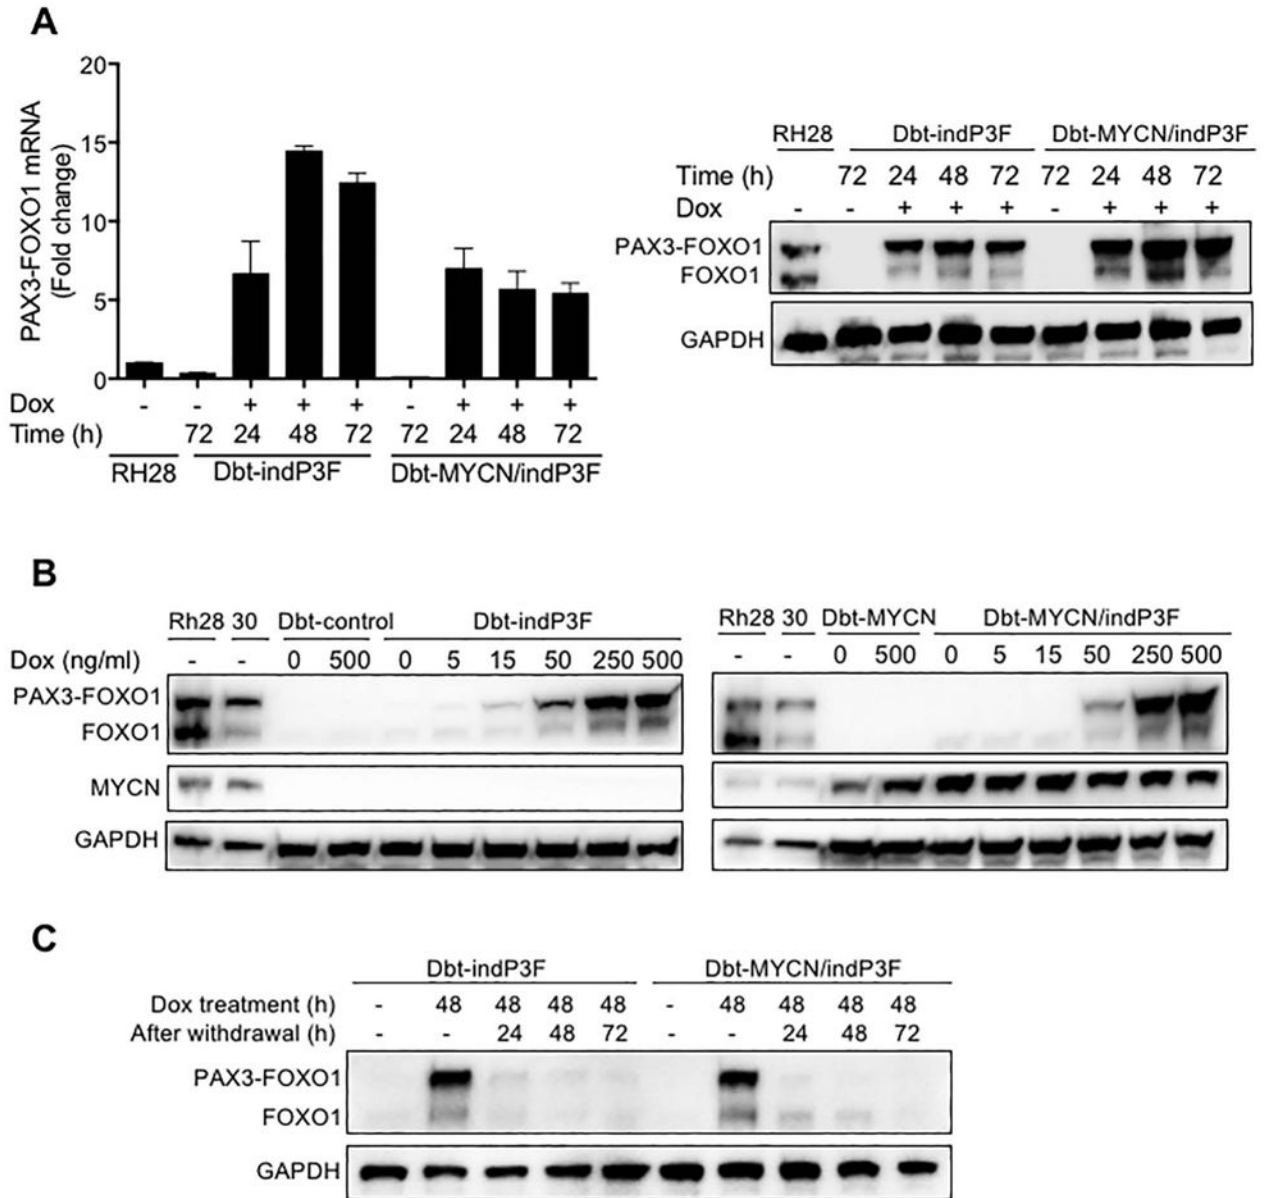 A
20
15
10
5
0
PAX3-FOXO1 mRNA
(Fold change)
Dox - - + + + - + + +
Time (h) 72 24 48 72 72 24 48 72
RH28 Dbt-indP3F Dbt-MYCN/indP3F
RH28 Dbt-indP3F Dbt-MYCN/indP3F
Time (h) 72 24 48 72 72 24 48 72
Dox - - + + + - + + +
PAX3-FOXO1
FOXO1
GAPDH
B
Rh28 30 Dbt-control Dbt-indP3F
Dox (ng/ml) - - 0 500 0 5 15 50 250 500
PAX3-FOXO1
FOXO1
MYCN
GAPDH
Rh28 30 Dbt-MYCN Dbt-MYCN/indP3F
- - 0 500 0 5 15 50 250 500
C
Dbt-indP3F Dbt-MYCN/indP3F
Dox treatment (h) - 48 48 48 48 - 48 48 48 48
After withdrawal (h) - - 24 48 72 - - 24 48 72
PAX3-FOXO1
FOXO1
GAPDH